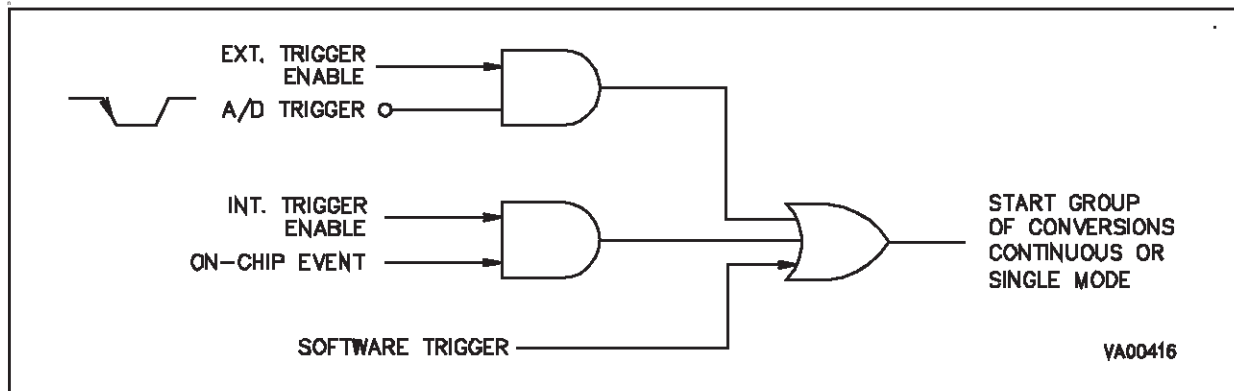 EXT. TRIGGER
ENABLE
A/D TRIGGER
INT. TRIGGER
ENABLE
ON-CHIP EVENT
SOFTWARE TRIGGER
START GROUP
OF CONVERSIONS
CONTINUOUS OR
SINGLE MODE
VA00416